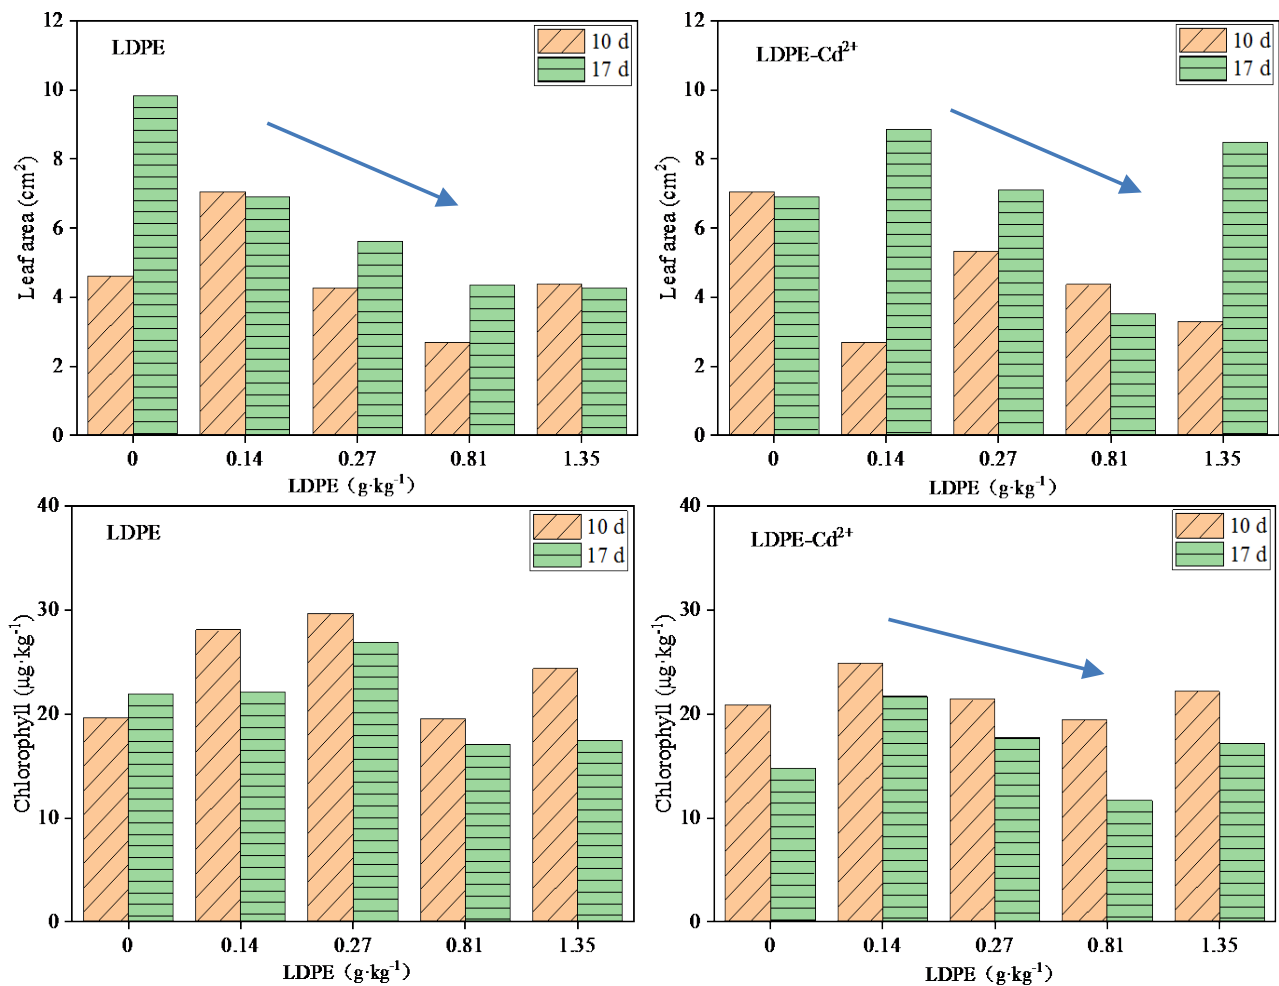 LDPE
10 d
17 d
12
10
8
6
4
2
0
Leaf area (cm²)
0 0.14 0.27 0.81 1.35
LDPE（g·kg⁻¹）
LDPE-Cd²⁺
10 d
17 d
12
10
8
6
4
2
0
Leaf area (cm²)
0 0.14 0.27 0.81 1.35
LDPE（g·kg⁻¹）
LDPE
10 d
17 d
40
30
20
10
0
Chlorophyll (μg·kg⁻¹)
0 0.14 0.27 0.81 1.35
LDPE（g·kg⁻¹）
LDPE-Cd²⁺
10 d
17 d
40
30
20
10
0
Chlorophyll (μg·kg⁻¹)
0 0.14 0.27 0.81 1.35
LDPE（g·kg⁻¹）